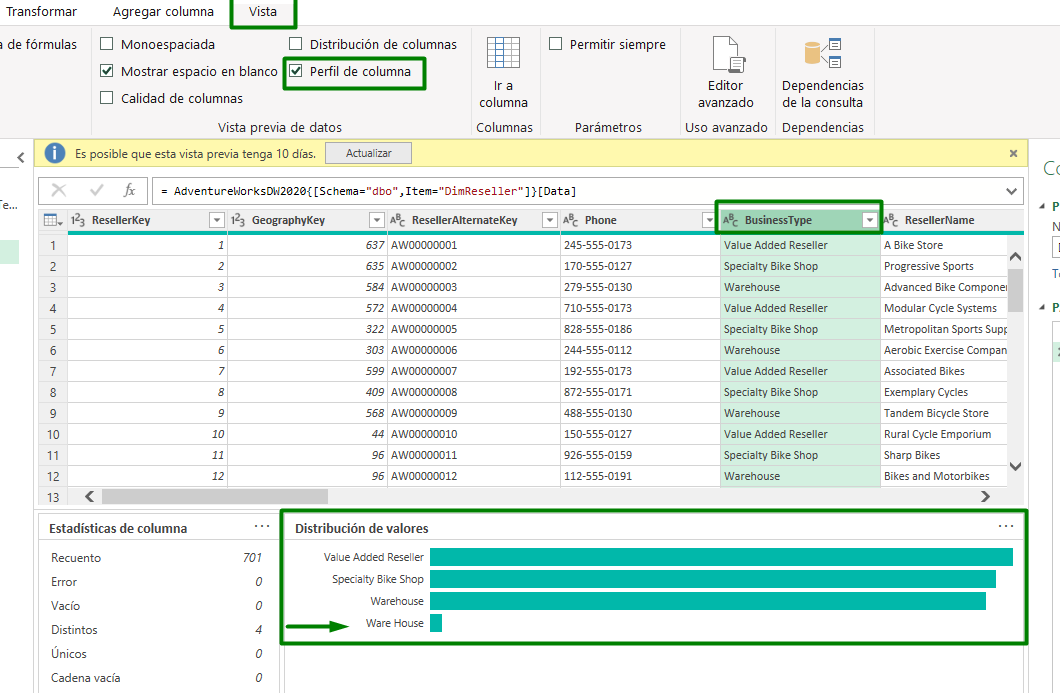 Transformar Agregar columna Vista
a de fórmulas Monoespaciada Distribución de columnas Permitir siempre
Mostrar espacio en blanco Perfil de columna
Calidad de columnas
Ir a columna
Editor avanzado
Dependencias de la consulta
Vista previa de datos Columnas Parámetros Uso avanzado Dependencias
Es posible que esta vista previa tenga 10 días. Actualizar
fx = AdventureWorksDW2020{[Schema="dbo",Item="DimReseller"]}[Data]
ResellerKey GeographyKey ResellerAlternateKey Phone BusinessType ResellerName
1 1 637 AW00000001 245-555-0173 Value Added Reseller A Bike Store
2 2 635 AW00000002 170-555-0127 Specialty Bike Shop Progressive Sports
3 3 584 AW00000003 279-555-0130 Warehouse Advanced Bike Componen
4 4 572 AW00000004 710-555-0173 Value Added Reseller Modular Cycle Systems
5 5 322 AW00000005 828-555-0186 Specialty Bike Shop Metropolitan Sports Supp
6 6 303 AW00000006 244-555-0112 Warehouse Aerobic Exercise Compan
7 7 599 AW00000007 192-555-0173 Value Added Reseller Associated Bikes
8 8 409 AW00000008 872-555-0171 Specialty Bike Shop Exemplary Cycles
9 9 568 AW00000009 488-555-0130 Warehouse Tandem Bicycle Store
10 10 44 AW00000010 150-555-0127 Value Added Reseller Rural Cycle Emporium
11 11 96 AW00000011 926-555-0159 Specialty Bike Shop Sharp Bikes
12 12 96 AW00000012 112-555-0191 Warehouse Bikes and Motorbikes
13
Estadísticas de columna ...
Recuento 701
Error 0
Vacío 0
Distintos 4
Únicos 0
Cadena vacía 0
Distribución de valores ...
Value Added Reseller
Specialty Bike Shop
Warehouse
Ware House